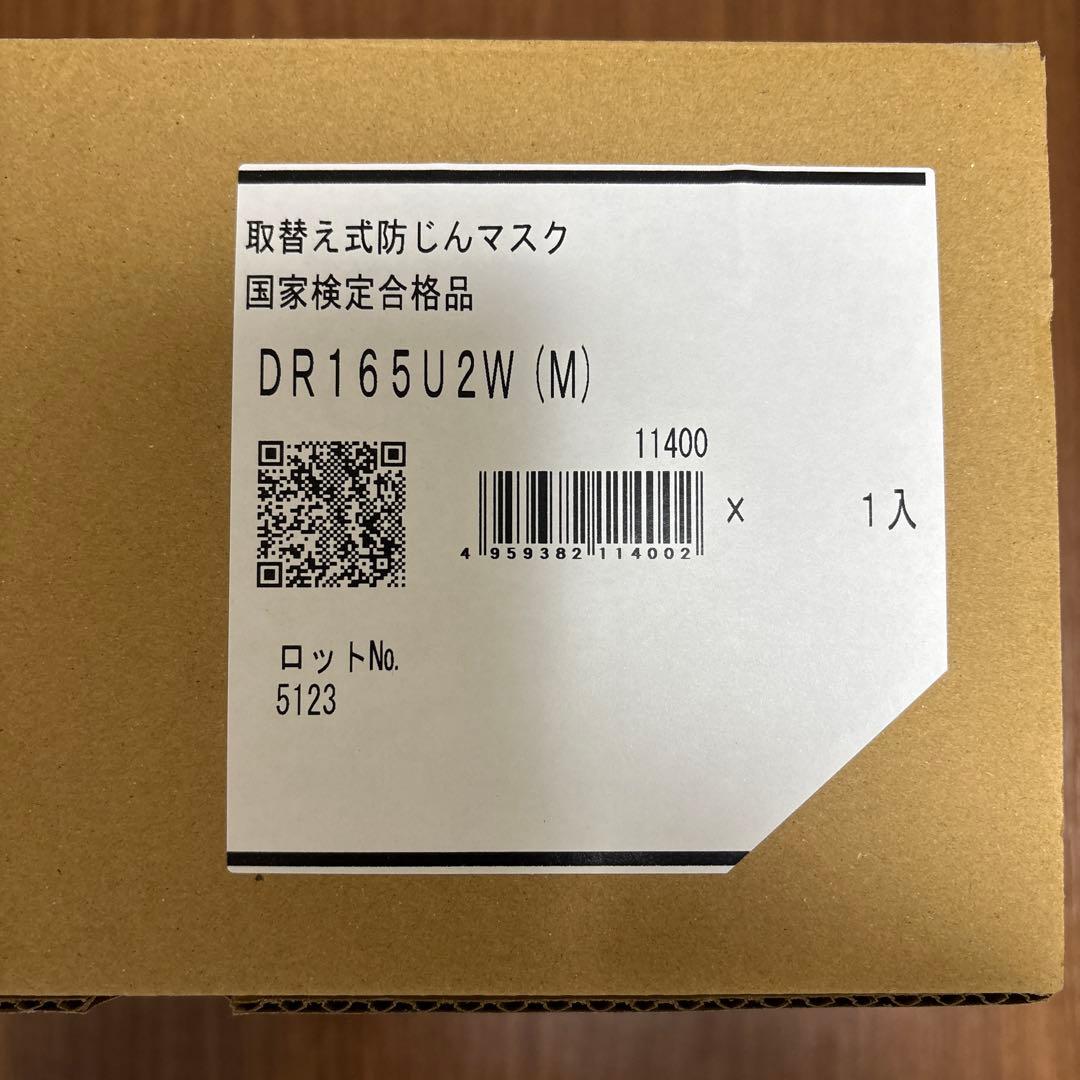 取替え式防じんマスク
国家検定合格品
DR165U2W(M)
11400
4 959382 114002
× 1入
ロット№.
5123